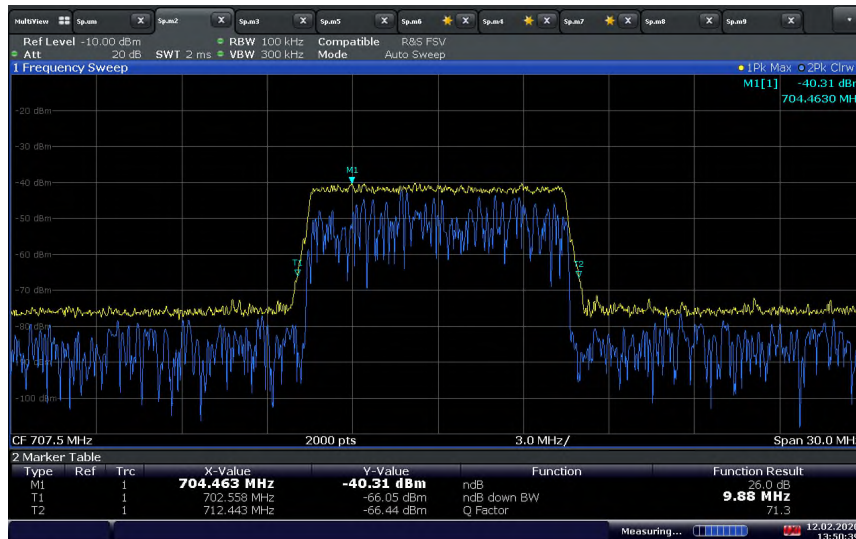 MultiView Sp.um X Sp.m2 X Sp.m3 X Sp.m5 X Sp.m6 X Sp.m4 X Sp.m7 X Sp.m8 X Sp.m9 X
Ref Level -10.00 dBm RBW 100 kHz Compatible R&S FSV
Att 20 dB SWT 2 ms VBW 300 kHz Mode Auto Sweep
1 Frequency Sweep 1Pk Max 2Pk Clrw
M1[1] -40.31 dBm
704.4630 MH
-20 dBm
-30 dBm
M1
-50 dBm
-60 dBm
T1 T2
-70 dBm
-80 dBm
-100 dBm
CF 707.5 MHz 2000 pts 3.0 MHz/ Span 30.0 MH
2 Marker Table
Type Ref Trc X-Value Y-Value Function Function Result
M1 1 704.463 MHz -40.31 dBm ndB 26.0 dB
T1 1 702.558 MHz -66.05 dBm ndB down BW 9.88 MHz
T2 1 712.443 MHz -66.44 dBm Q Factor 71.3
Measuring... 12.02.2020
13:50:39